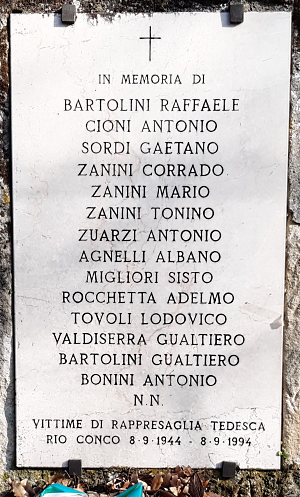 IN MEMORIA DI
BARTOLINI RAFFAELE
CIONI ANTONIO
SORDI GAETANO
ZANINI CORRADO
ZANINI MARIO
ZANINI TONINO
ZUARZI ANTONIO
AGNELLI ALBANO
MIGLIORI SISTO
ROCCHETTA ADELMO
TOVOLI LODOVICO
VALDISERRA GUALTIERO
BARTOLINI GUALTIERO
BONINI ANTONIO
N.N.
VITTIME DI RAPPRESAGLIA TEDESCA
RIO CONCO 8·9·1944 - 8·9·1994